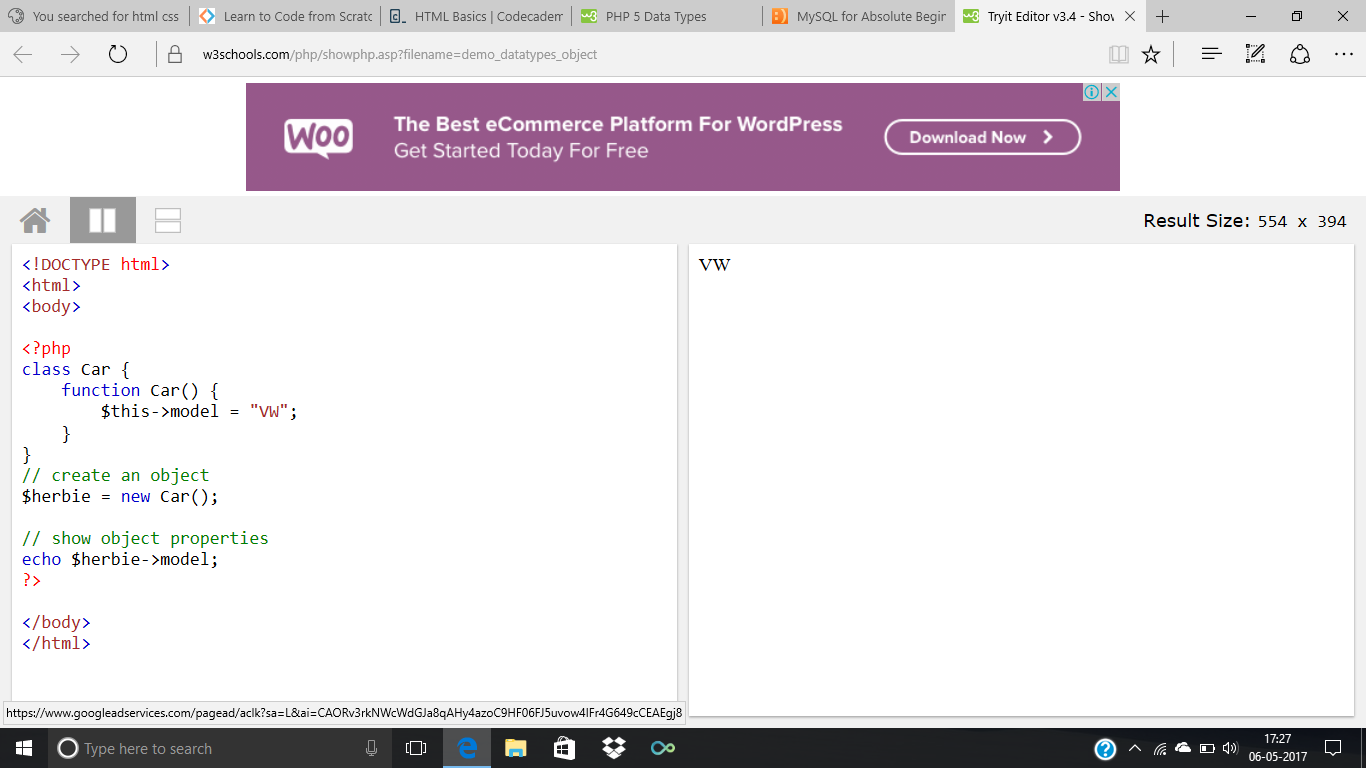 You searched for html css
Learn to Code from Scratc
HTML Basics | Codecadem
PHP 5 Data Types
MySQL for Absolute Begir
Tryit Editor v3.4 - Shov
w3schools.com/php/showphp.asp?filename=demo_datatypes_object
WOO
The Best eCommerce Platform For WordPress
Get Started Today For Free
Download Now
Result Size: 554 x 394
<!DOCTYPE html>
<html>
<body>
<?php
class Car {
    function Car() {
        $this->model = "VW";
    }
}
// create an object
$herbie = new Car();
// show object properties
echo $herbie->model;
?>
</body>
</html>
VW
https://www.googleadservices.com/pagead/aclk?sa=L&ai=CAORv3rkNWcWdGJa8qAHy4azoC9HF06FJ5uvow4IFr4G649cCEAEgj8
Type here to search
17:27
06-05-2017